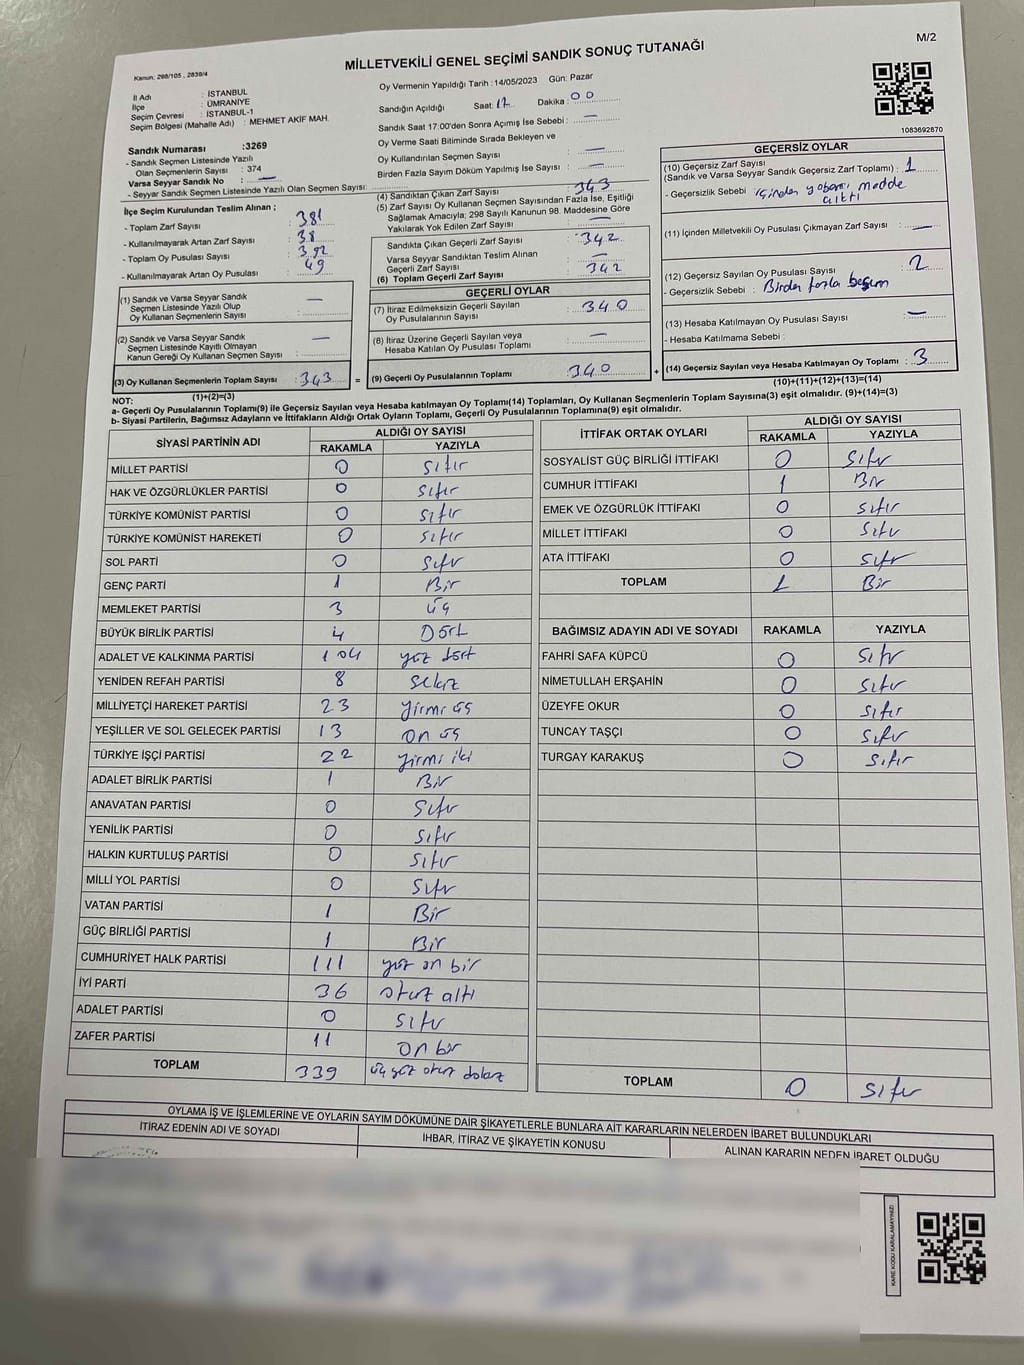 M/2
MİLLETVEKİLİ GENEL SEÇİMİ SANDIK SONUÇ TUTANAĞI
Kanun: 298/105 , 2839/4
İl Adı : İSTANBUL
İlçe : ÜMRANİYE
Seçim Çevresi : İSTANBUL-1
Seçim Bölgesi (Mahalle Adı) : MEHMET AKİF MAH.
Oy Vermenin Yapıldığı Tarih : 14/05/2023 Gün: Pazar
Sandığın Açıldığı Saat: 17 Dakika : 00
Sandık Saat 17:00'den Sonra Açımış İse Sebebi : —
Oy Verme Saati Bitiminde Sırada Bekleyen ve
Oy Kullandırılan Seçmen Sayısı : —
Birden Fazla Sayım Döküm Yapılmış İse Sayısı : —
1083692870
Sandık Numarası :3269
- Sandık Seçmen Listesinde Yazılı
Olan Seçmenlerin Sayısı : 374
Varsa Seyyar Sandık No : —
- Seyyar Sandık Seçmen Listesinde Yazılı Olan Seçmen Sayısı:
İlçe Seçim Kurulundan Teslim Alınan ;
- Toplam Zarf Sayısı : 381
- Kullanılmayarak Artan Zarf Sayısı : 38
- Toplam Oy Pusulası Sayısı : 392
- Kullanılmayarak Artan Oy Pusulası : 49
(1) Sandık ve Varsa Seyyar Sandık
Seçmen Listesinde Yazılı Olup
Oy Kullanan Seçmenlerin Sayısı : —
(2) Sandık ve Varsa Seyyar Sandık
Seçmen Listesinde Kayıtlı Olmayan
Kanun Gereği Oy Kullanan Seçmen Sayısı : —
(3) Oy Kullanan Seçmenlerin Toplam Sayısı : 343 =
(1)+(2)=(3)
(4) Sandıktan Çıkan Zarf Sayısı : 343
(5) Zarf Sayısı Oy Kullanan Seçmen Sayısından Fazla İse, Eşitliği
Sağlamak Amacıyla; 298 Sayılı Kanunun 98. Maddesine Göre
Yakılarak Yok Edilen Zarf Sayısı : —
Sandıkta Çıkan Geçerli Zarf Sayısı : 342
Varsa Seyyar Sandıktan Teslim Alınan
Geçerli Zarf Sayısı : —
(6) Toplam Geçerli Zarf Sayısı : 342
GEÇERLİ OYLAR
(7) İtiraz Edilmeksizin Geçerli Sayılan
Oy Pusulalarının Sayısı : 340
(8) İtiraz Üzerine Geçerli Sayılan veya
Hesaba Katılan Oy Pusulası Toplamı : —
(9) Geçerli Oy Pusulalarının Toplamı : 340 +
GEÇERSİZ OYLAR
(10) Geçersiz Zarf Sayısı
(Sandık ve Varsa Seyyar Sandık Geçersiz Zarf Toplamı) : 1
- Geçersizlik Sebebi : içinden yabancı madde
çıktı
(11) İçinden Milletvekili Oy Pusulası Çıkmayan Zarf Sayısı : —
(12) Geçersiz Sayılan Oy Pusulası Sayısı : 2
- Geçersizlik Sebebi : Birden fazla basım
(13) Hesaba Katılmayan Oy Pusulası Sayısı : —
- Hesaba Katılmama Sebebi :
(14) Geçersiz Sayılan veya Hesaba Katılmayan Oy Toplamı : 3
(10)+(11)+(12)+(13)=(14)
NOT:
a- Geçerli Oy Pusulalarının Toplamı(9) ile Geçersiz Sayılan veya Hesaba katılmayan Oy Toplamı(14) Toplamları, Oy Kullanan Seçmenlerin Toplam Sayısına(3) eşit olmalıdır. (9)+(14)=(3)
b- Siyasi Partilerin, Bağımsız Adayların ve İttifakların Aldığı Ortak Oyların Toplamı, Geçerli Oy Pusulalarının Toplamına(9) eşit olmalıdır.
SİYASİ PARTİNİN ADI ALDIĞI OY SAYISI
RAKAMLA YAZIYLA
MİLLET PARTİSİ 0 sıfır
HAK VE ÖZGÜRLÜKLER PARTİSİ 0 sıfır
TÜRKİYE KOMÜNİST PARTİSİ 0 sıfır
TÜRKİYE KOMÜNİST HAREKETİ 0 sıfır
SOL PARTİ 0 sıfır
GENÇ PARTİ 1 Bir
MEMLEKET PARTİSİ 3 üç
BÜYÜK BİRLİK PARTİSİ 4 Dört
ADALET VE KALKINMA PARTİSİ 104 yüz dört
YENİDEN REFAH PARTİSİ 8 sekiz
MİLLİYETÇİ HAREKET PARTİSİ 23 yirmi üç
YEŞİLLER VE SOL GELECEK PARTİSİ 13 on üç
TÜRKİYE İŞÇİ PARTİSİ 22 yirmi iki
ADALET BİRLİK PARTİSİ 1 Bir
ANAVATAN PARTİSİ 0 sıfır
YENİLİK PARTİSİ 0 sıfır
HALKIN KURTULUŞ PARTİSİ 0 sıfır
MİLLİ YOL PARTİSİ 0 sıfır
VATAN PARTİSİ 1 Bir
GÜÇ BİRLİĞİ PARTİSİ 1 Bir
CUMHURİYET HALK PARTİSİ 111 yüz on bir
İYİ PARTİ 36 otuz altı
ADALET PARTİSİ 0 sıfır
ZAFER PARTİSİ 11 on bir
TOPLAM 339 üç yüz otuz dokuz
İTTİFAK ORTAK OYLARI ALDIĞI OY SAYISI
RAKAMLA YAZIYLA
SOSYALİST GÜÇ BİRLİĞİ İTTİFAKI 0 sıfır
CUMHUR İTTİFAKI 1 Bir
EMEK VE ÖZGÜRLÜK İTTİFAKI 0 sıfır
MİLLET İTTİFAKI 0 sıfır
ATA İTTİFAKI 0 sıfır
TOPLAM 1 Bir
BAĞIMSIZ ADAYIN ADI VE SOYADI RAKAMLA YAZIYLA
FAHRİ SAFA KÜPCÜ 0 sıfır
NİMETULLAH ERŞAHİN 0 sıfır
ÜZEYFE OKUR 0 sıfır
TUNCAY TAŞÇI 0 sıfır
TURGAY KARAKUŞ 0 sıfır
TOPLAM 0 sıfır
OYLAMA İŞ VE İŞLEMLERİNE VE OYLARIN SAYIM DÖKÜMÜNE DAİR ŞİKAYETLERLE BUNLARA AİT KARARLARIN NELERDEN İBARET BULUNDUKLARI
İTİRAZ EDENİN ADI VE SOYADI
İHBAR, İTİRAZ VE ŞİKAYETİN KONUSU
ALINAN KARARIN NEDEN İBARET OLDUĞU
KARE KODU KARALAMAYINIZ!